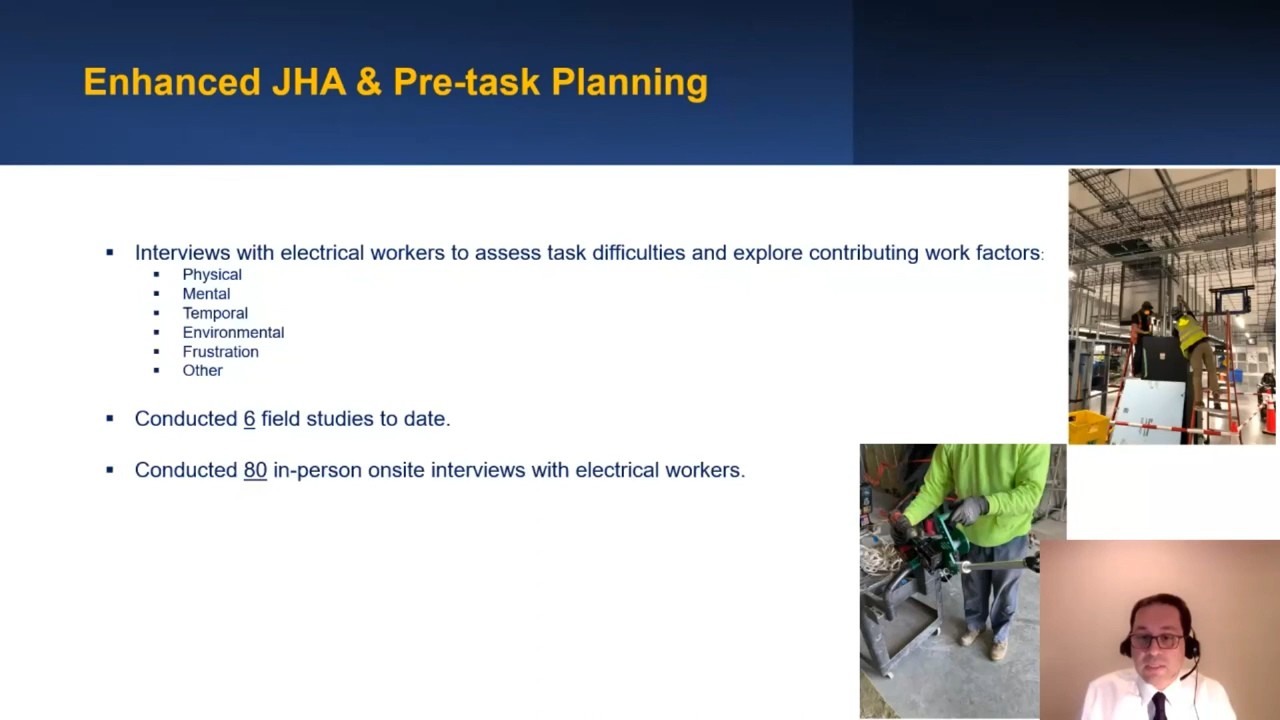 Enhanced JHA & Pre-task Planning
▪ Interviews with electrical workers to assess task difficulties and explore contributing work factors:
▪ Physical
▪ Mental
▪ Temporal
▪ Environmental
▪ Frustration
▪ Other
▪ Conducted 6 field studies to date.
▪ Conducted 80 in-person onsite interviews with electrical workers.